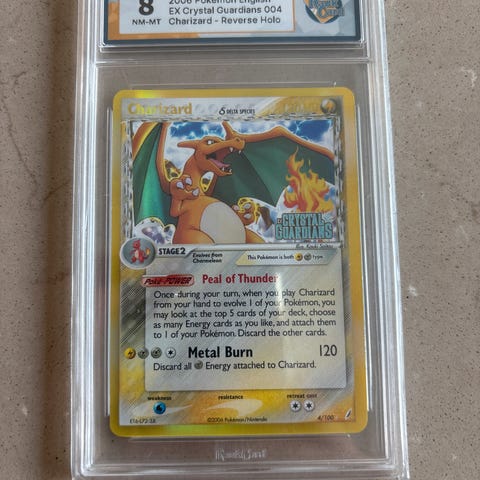 8
NM-MT
2006 Pokemon English
EX Crystal Guardians 004
Charizard - Reverse Holo
Charizard
δ DELTA SPECIES
CRYSTAL
GUARDIANS
STAGE 2
Evolves from
Charmeleon
This Pokémon is both
type.
POKé-POWER Peal of Thunder
Once during your turn, when you play Charizard
from your hand to evolve 1 of your Pokémon, you
may look at the top 5 cards of your deck, choose
as many Energy cards as you like, and attach them
to 1 of your Pokémon. Discard the other cards.
Metal Burn 120
Discard all Energy attached to Charizard.
weakness resistance retreat cost
©2006 Pokémon/Nintendo
4/100